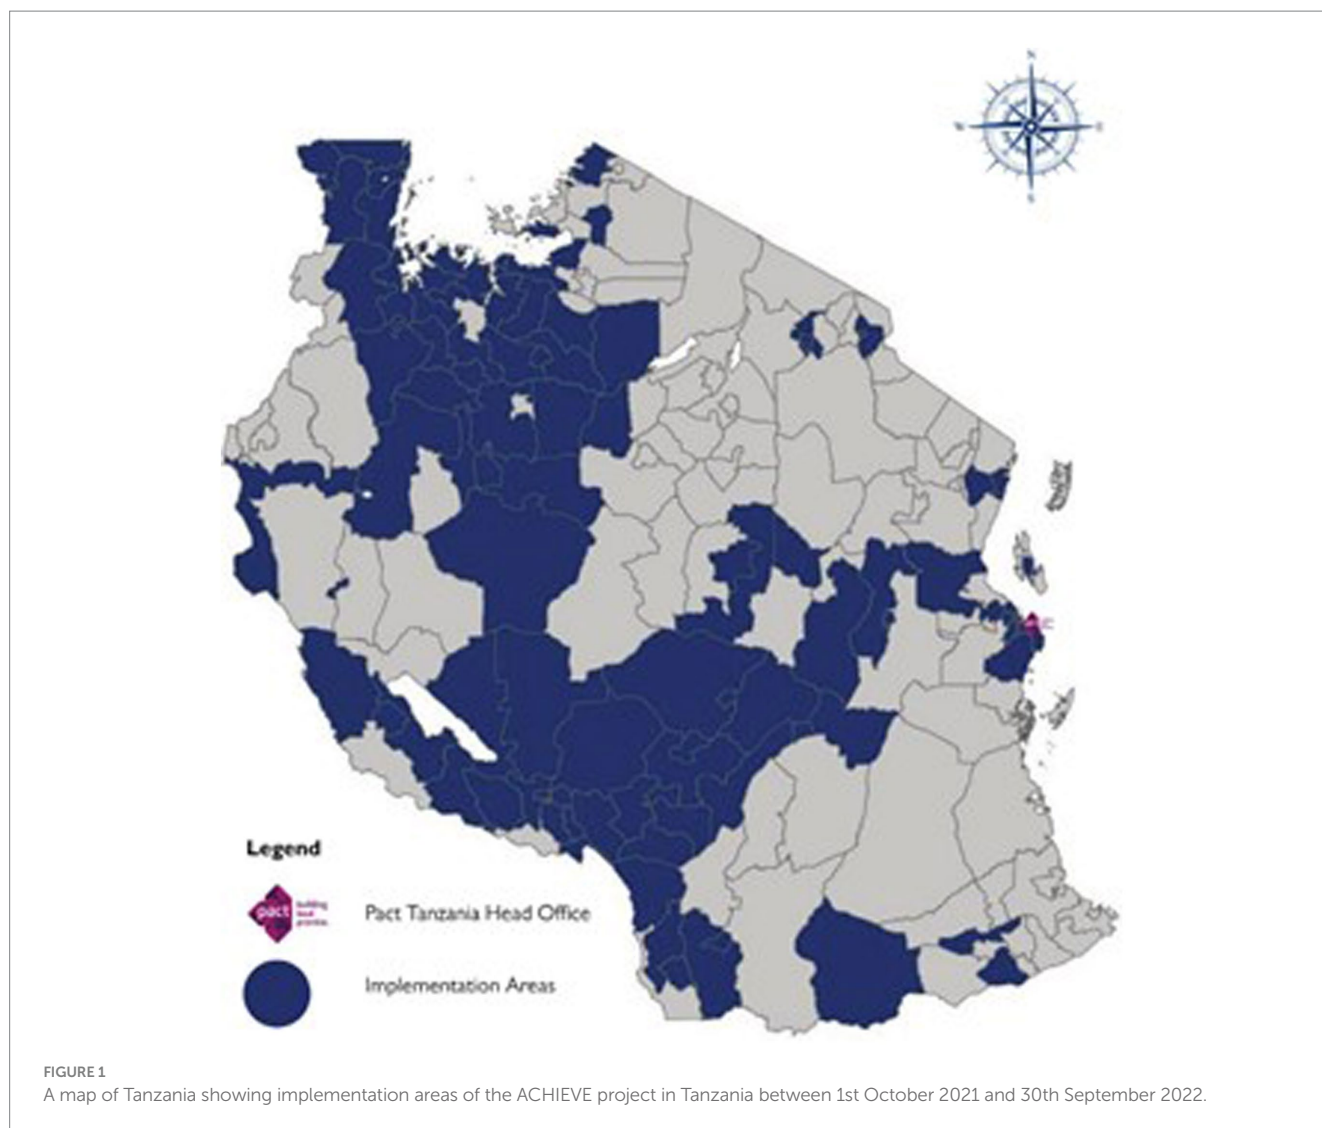 N
S
Legend
pact
Pact Tanzania Head Office
Implementation Areas
FIGURE 1
A map of Tanzania showing implementation areas of the ACHIEVE project in Tanzania between 1st October 2021 and 30th September 2022.